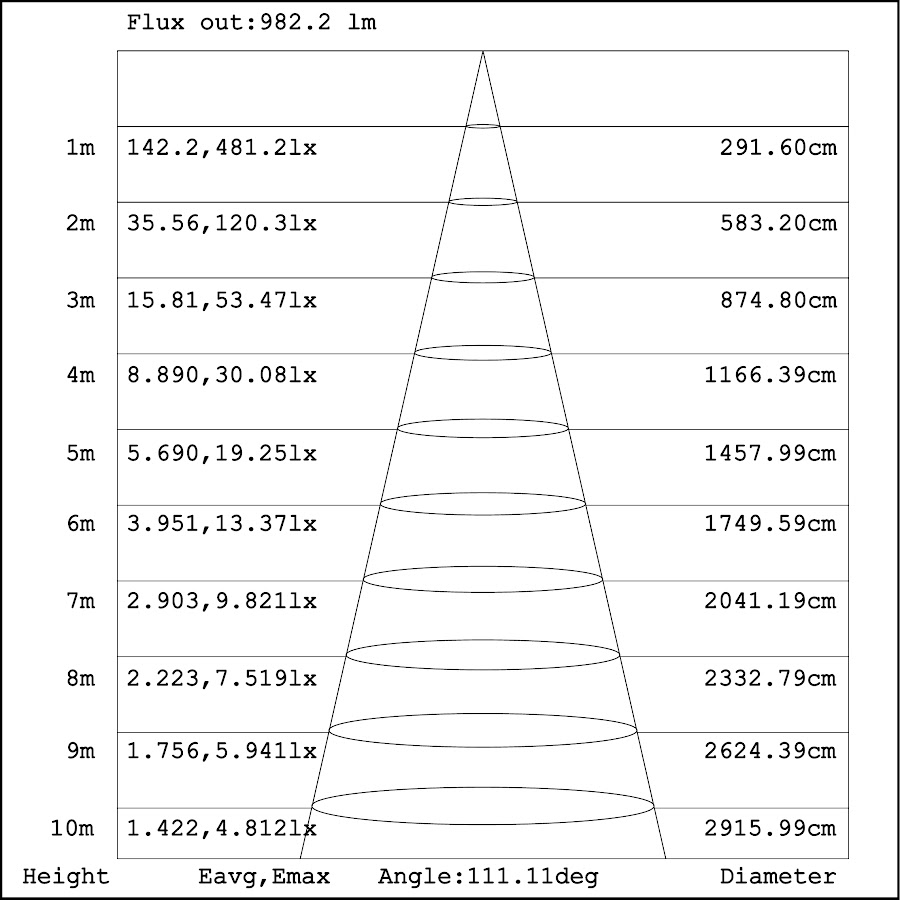 Flux out:982.2 lm
1m 142.2,481.2lx 291.60cm
2m 35.56,120.3lx 583.20cm
3m 15.81,53.47lx 874.80cm
4m 8.890,30.08lx 1166.39cm
5m 5.690,19.25lx 1457.99cm
6m 3.951,13.37lx 1749.59cm
7m 2.903,9.821lx 2041.19cm
8m 2.223,7.519lx 2332.79cm
9m 1.756,5.941lx 2624.39cm
10m 1.422,4.812lx 2915.99cm
Height Eavg,Emax Angle:111.11deg Diameter